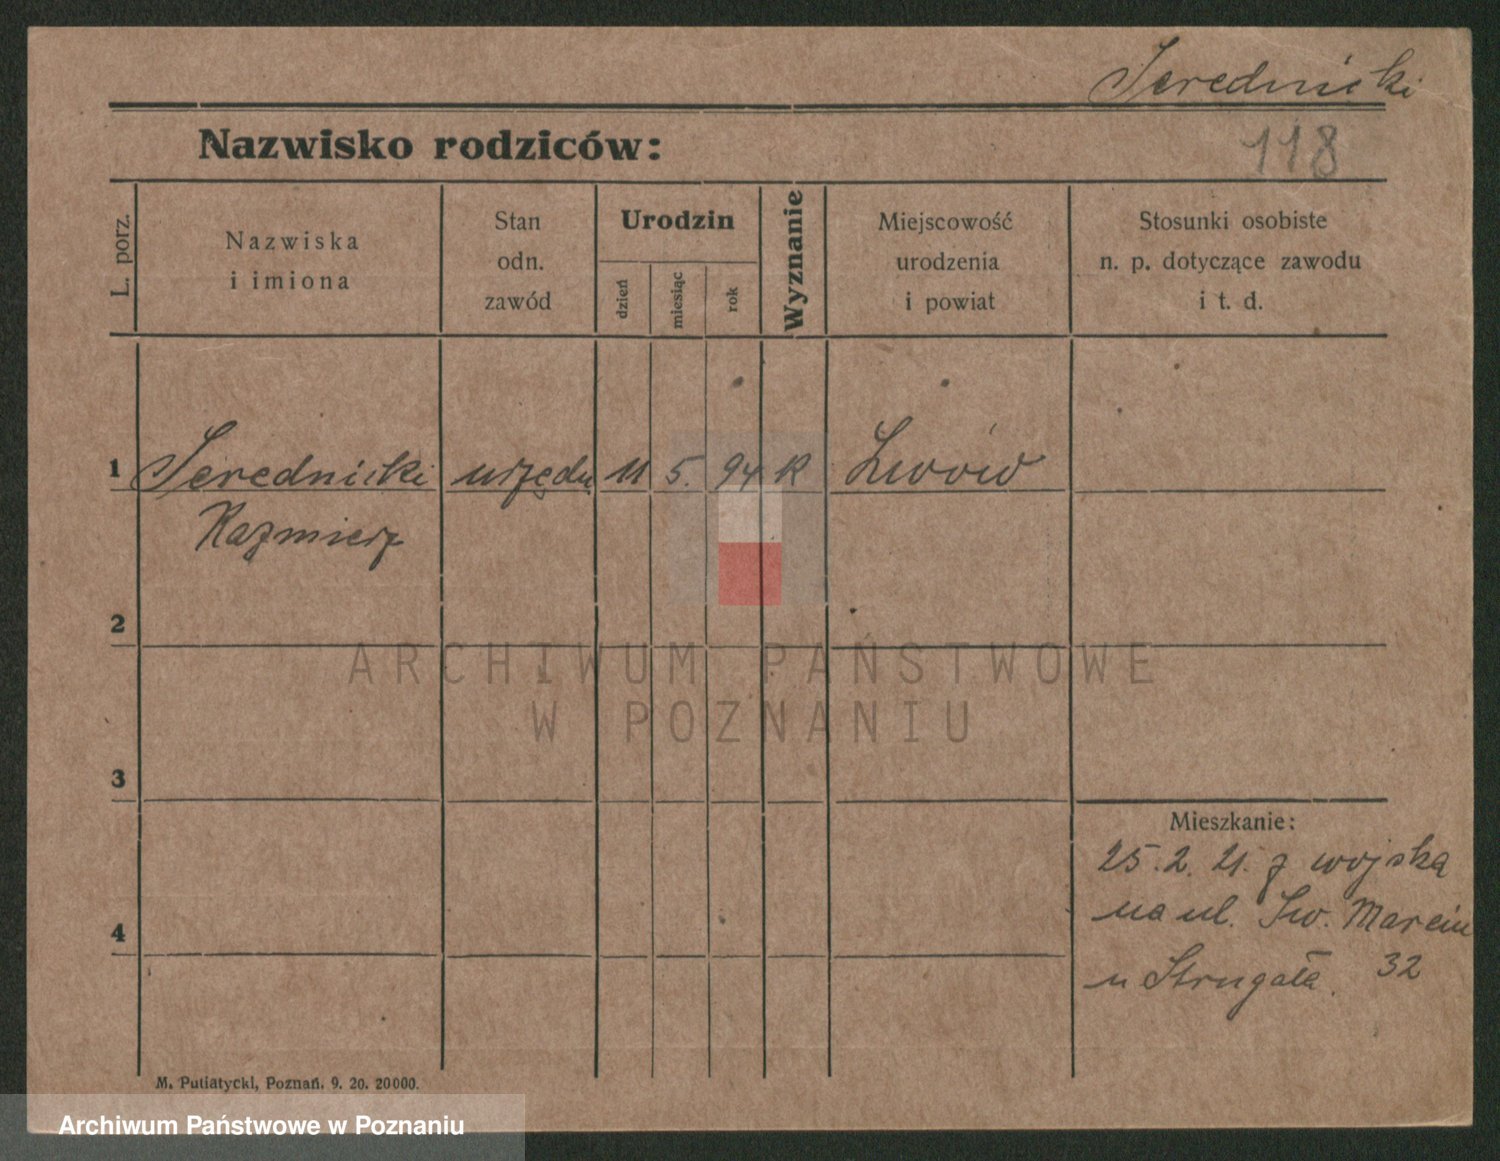 Serednicki
Nazwisko rodziców:
118
L. porz.
Nazwiska
i imiona
Stan
odn.
zawód
Urodzin
dzień
miesiąc
rok
Wyznanie
Miejscowość
urodzenia
i powiat
Stosunki osobiste
n. p. dotyczące zawodu
i t. d.
1 Serednicki urzędn 11 5. 94 K Lwów
Kazmierz
2
3
4
ARCHIWUM PAŃSTWOWE
W POZNANIU
Mieszkanie:
25. 2. 21. z wojska
na ul. Św. Marcin
u Strugała. 32
M. Putiatycki, Poznań. 9. 20. 20000.
Archiwum Państwowe w Poznaniu